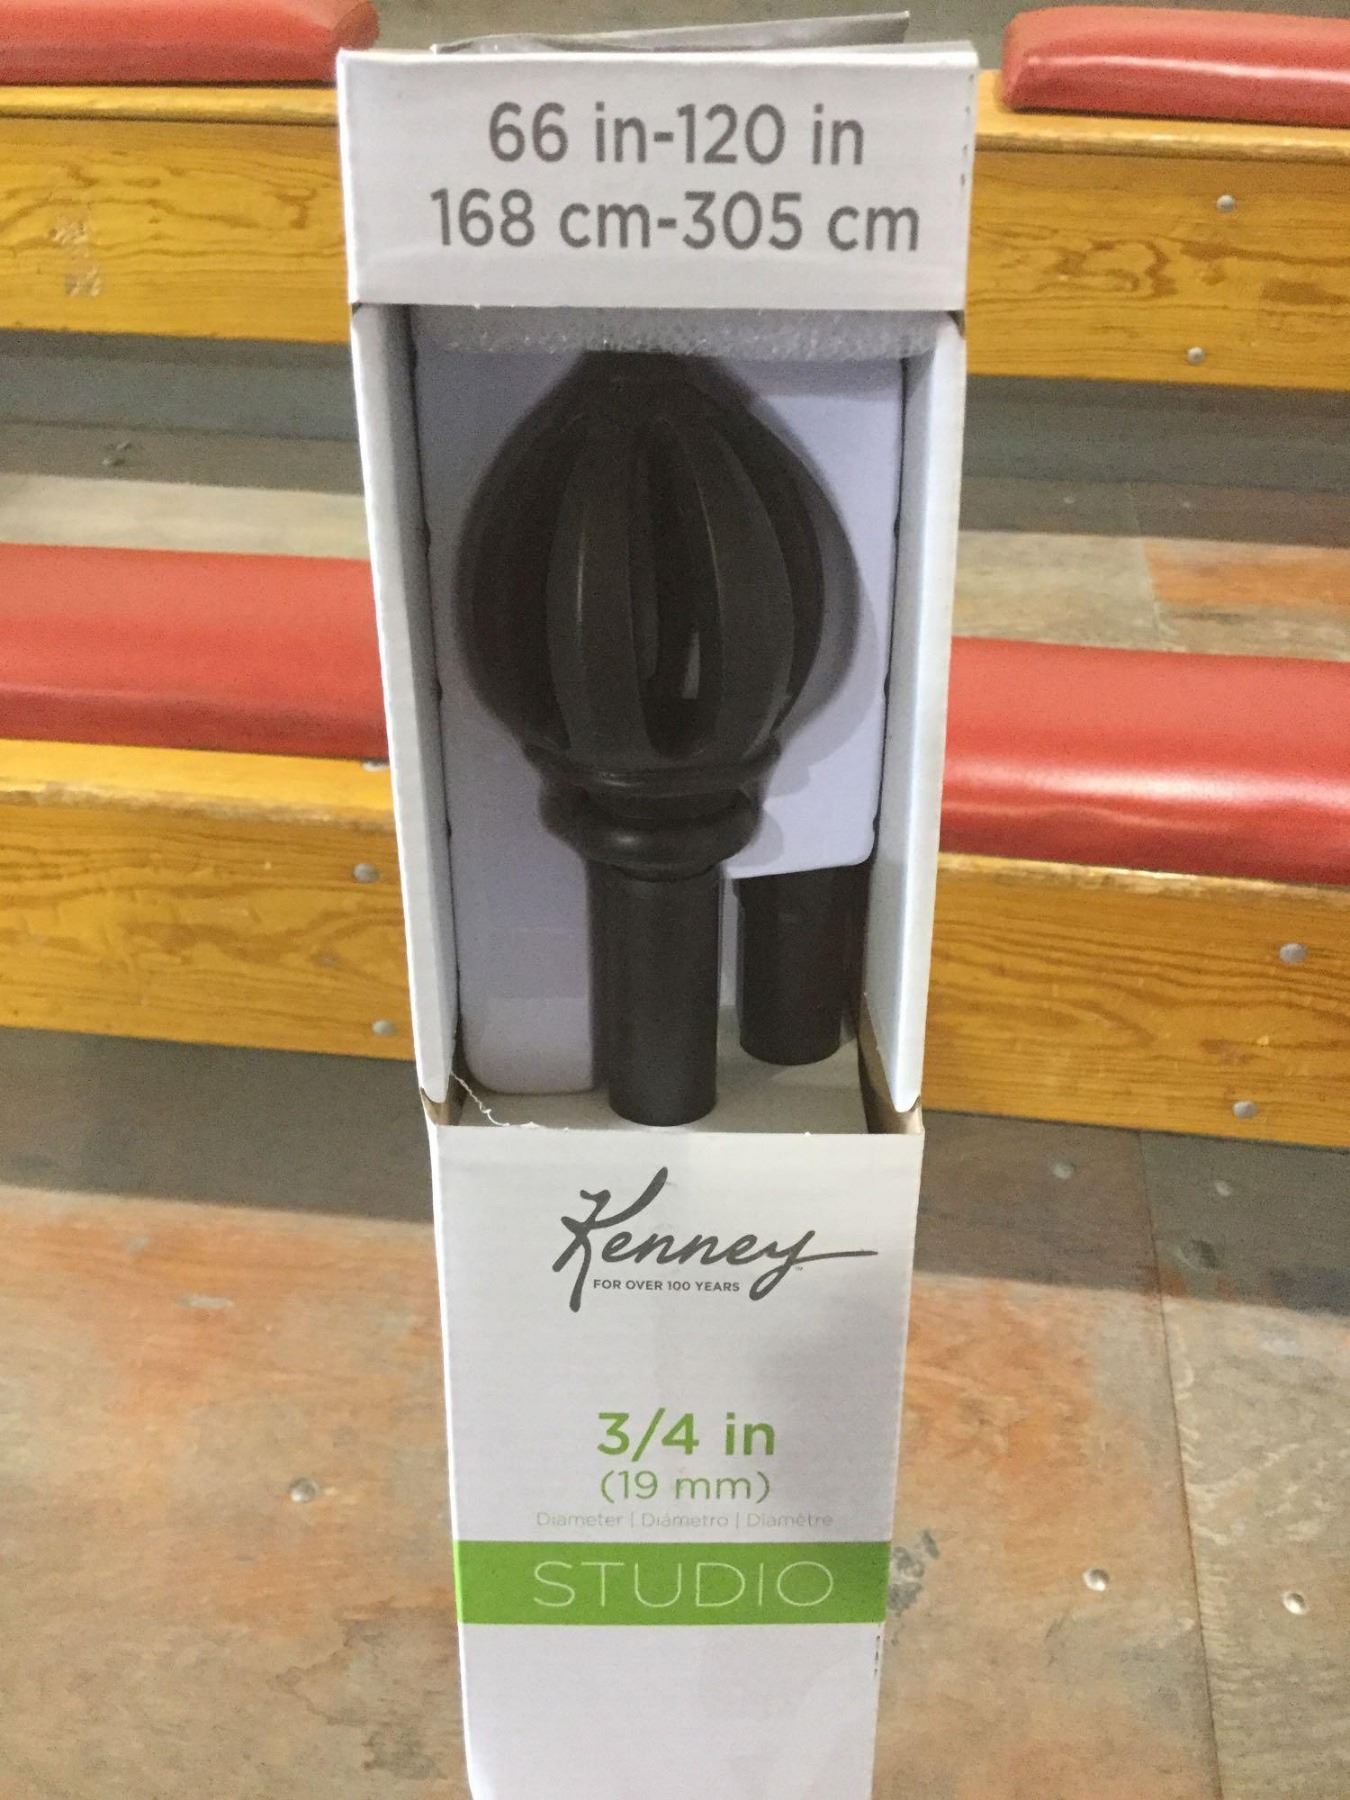 66 in-120 in
168 cm-305 cm
Kenney™
FOR OVER 100 YEARS
3/4 in
(19 mm)
Diameter | Diámetro | Diamètre
STUDIO